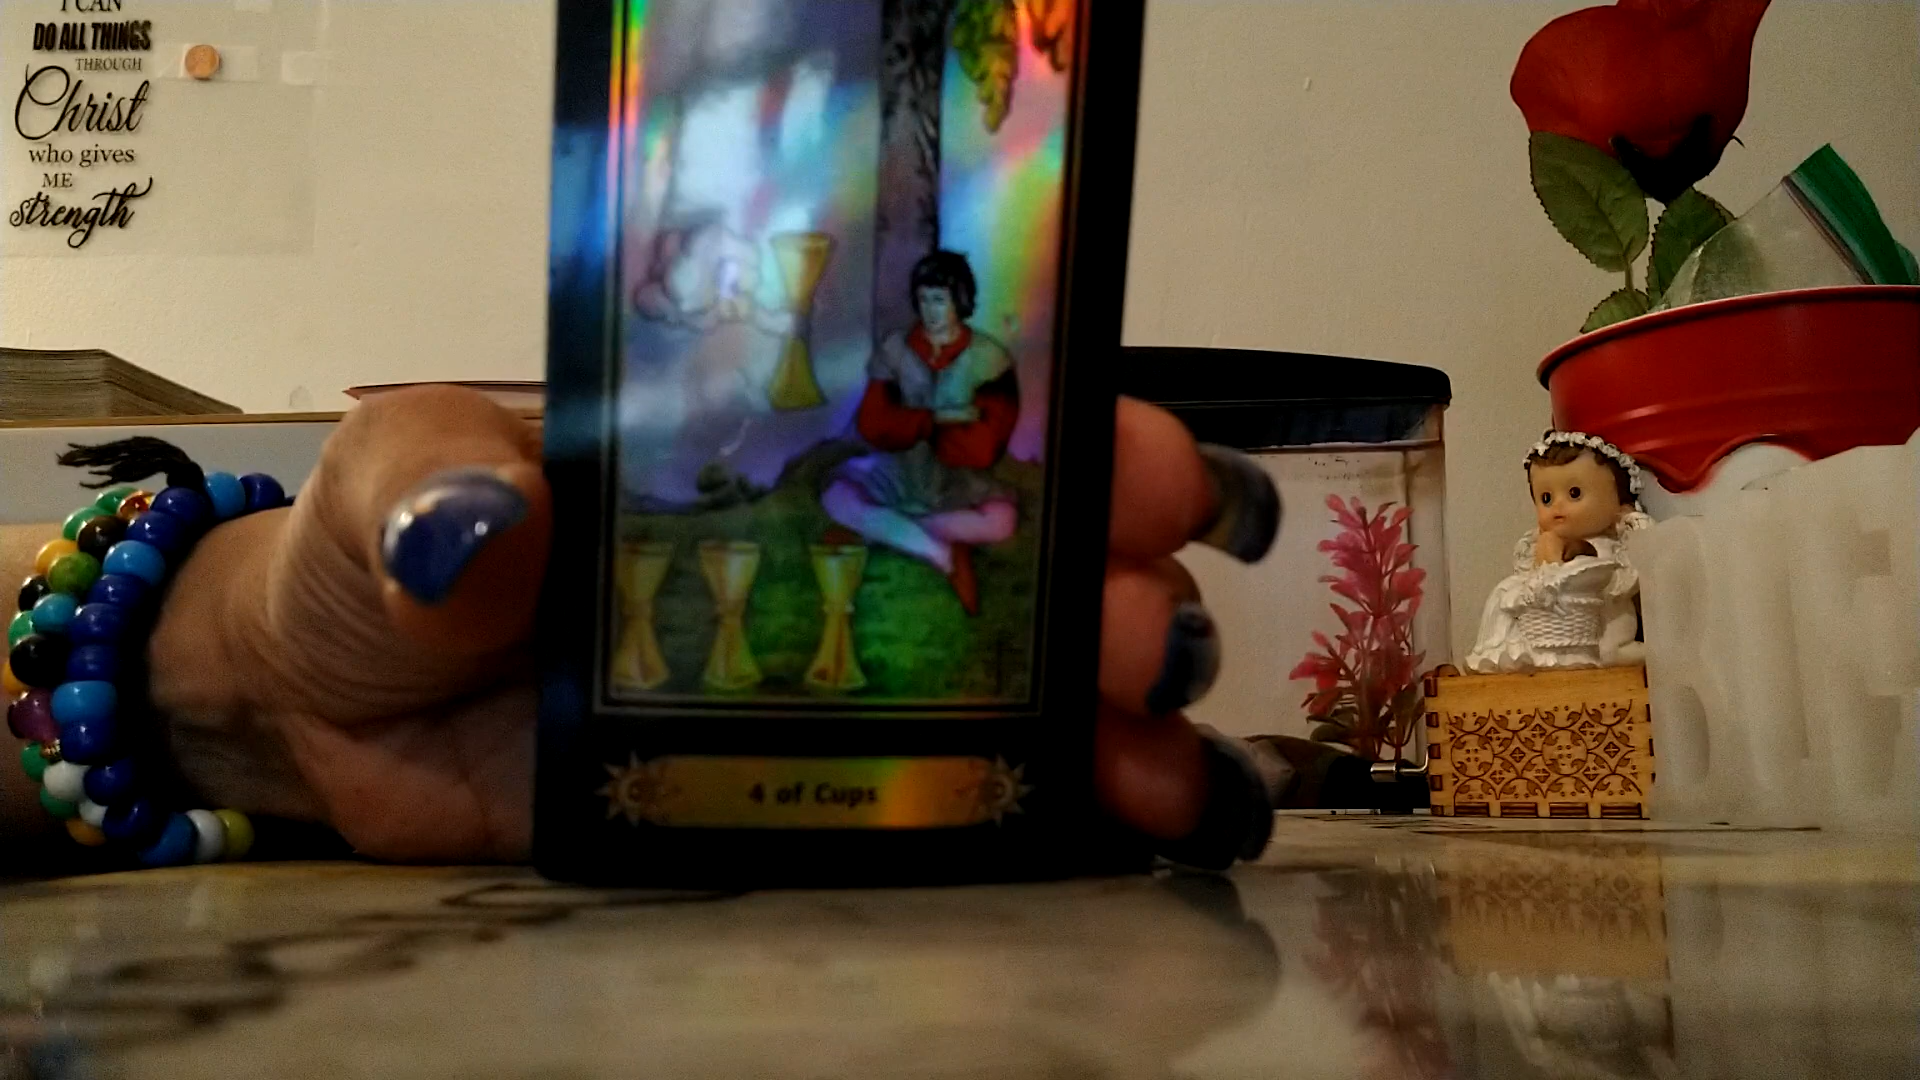 I CAN
DO ALL THINGS
THROUGH
Christ
who gives
ME
strength
4 of Cups